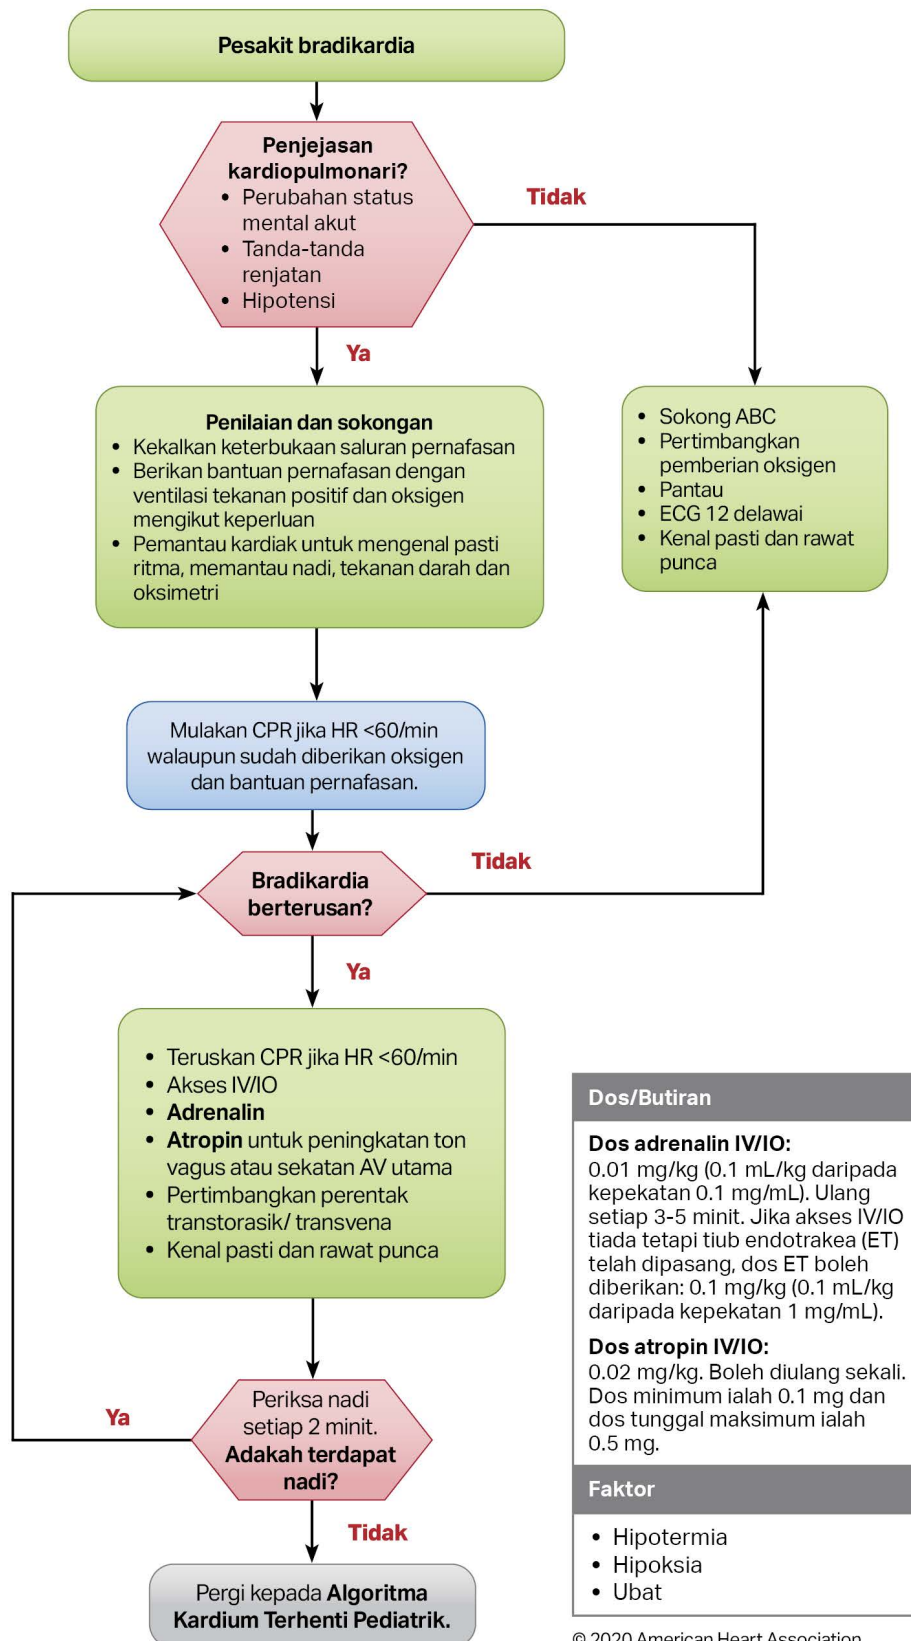 Pesakit bradikardia
Penjejasan
kardiopulmonari?
• Perubahan status
mental akut
• Tanda-tanda
renjatan
• Hipotensi
Tidak
Ya
Penilaian dan sokongan
• Kekalkan keterbukaan saluran pernafasan
• Berikan bantuan pernafasan dengan
ventilasi tekanan positif dan oksigen
mengikut keperluan
• Pemantau kardiak untuk mengenal pasti
ritma, memantau nadi, tekanan darah dan
oksimetri
• Sokong ABC
• Pertimbangkan
pemberian oksigen
• Pantau
• ECG 12 delawai
• Kenal pasti dan rawat
punca
Mulakan CPR jika HR <60/min
walaupun sudah diberikan oksigen
dan bantuan pernafasan.
Bradikardia
berterusan?
Tidak
Ya
• Teruskan CPR jika HR <60/min
• Akses IV/IO
• Adrenalin
• Atropin untuk peningkatan ton
vagus atau sekatan AV utama
• Pertimbangkan perentak
transtorasik/ transvena
• Kenal pasti dan rawat punca
Periksa nadi
setiap 2 minit.
Adakah terdapat
nadi?
Ya
Tidak
Pergi kepada Algoritma
Kardium Terhenti Pediatrik.
Dos/Butiran
Dos adrenalin IV/IO:
0.01 mg/kg (0.1 mL/kg daripada
kepekatan 0.1 mg/mL). Ulang
setiap 3-5 minit. Jika akses IV/IO
tiada tetapi tiub endotrakea (ET)
telah dipasang, dos ET boleh
diberikan: 0.1 mg/kg (0.1 mL/kg
daripada kepekatan 1 mg/mL).
Dos atropin IV/IO:
0.02 mg/kg. Boleh diulang sekali.
Dos minimum ialah 0.1 mg dan
dos tunggal maksimum ialah
0.5 mg.
Faktor
• Hipotermia
• Hipoksia
• Ubat
© 2020 American Heart Association